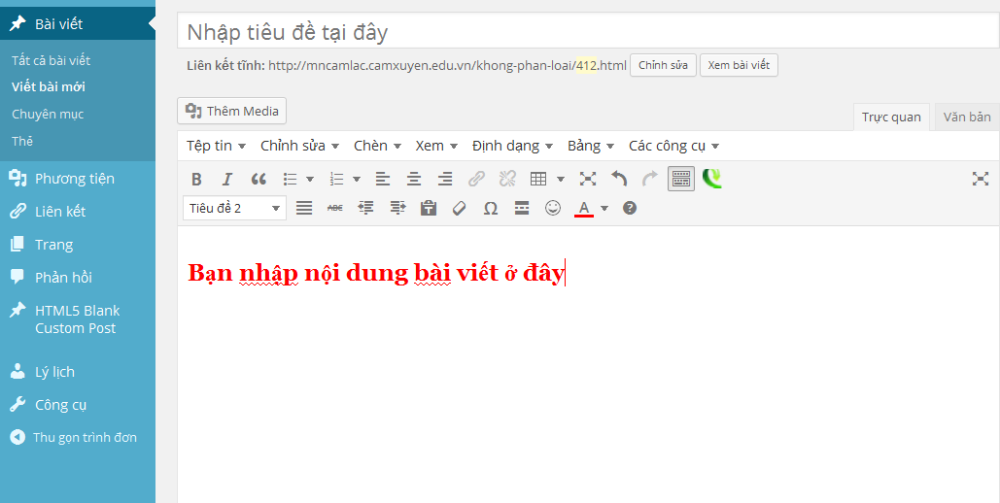 Bài viết
Tất cả bài viết
Viết bài mới
Chuyên mục
Thẻ
Phương tiện
Liên kết
Trang
Phản hồi
HTML5 Blank
Custom Post
Lý lịch
Công cụ
Thu gọn trình đơn
Nhập tiêu đề tại đây
Liên kết tĩnh: http://mncamlac.camxuyen.edu.vn/khong-phan-loai/412.html Chỉnh sửa Xem bài viết
Thêm Media
Trực quan Văn bản
Tệp tin Chỉnh sửa Chèn Xem Định dạng Bảng Các công cụ
B I
Tiêu đề 2 ABC T Ω A ?
Bạn nhập nội dung bài viết ở đây